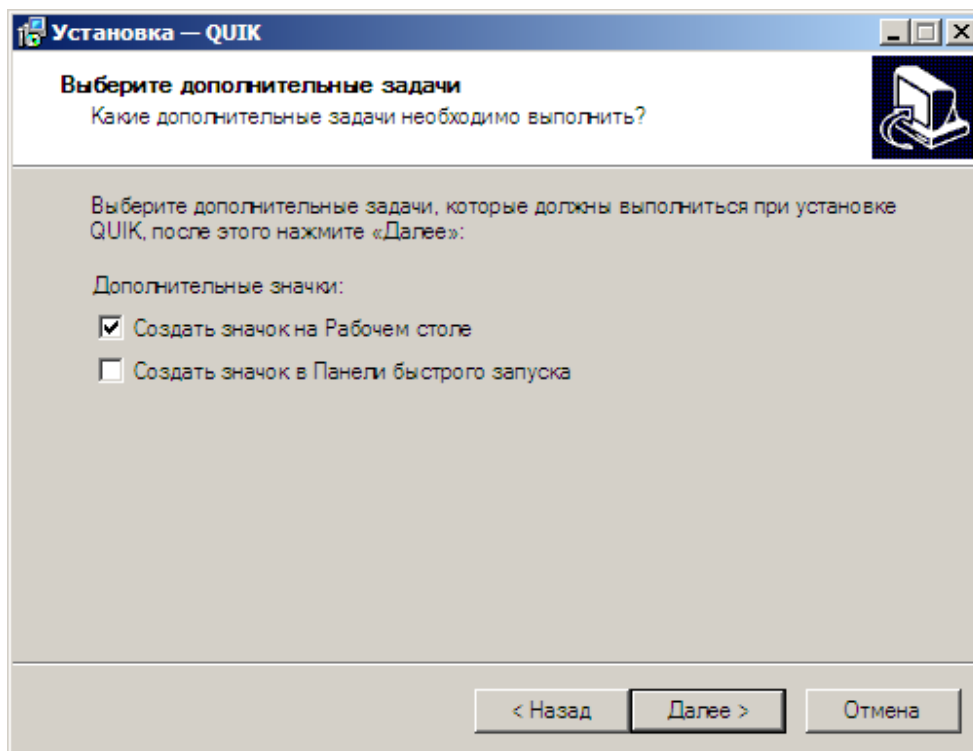 Установка — QUIK
Выберите дополнительные задачи
Какие дополнительные задачи необходимо выполнить?
Выберите дополнительные задачи, которые должны выполниться при установке
QUIK, после этого нажмите «Далее»:
Дополнительные значки:
Создать значок на Рабочем столе
Создать значок в Панели быстрого запуска
< Назад
Далее >
Отмена